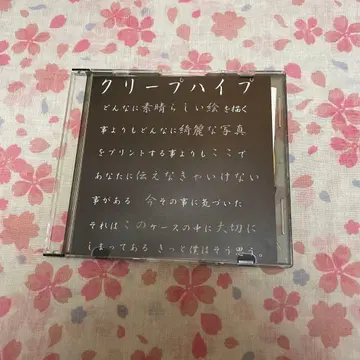 クリープハイプ
どんなに素晴らしい絵を描く
事よりもどんなに綺麗な写真
をプリントする事よりもここで
あなたに伝えなきゃいけない
事がある 今その事に気づいた
それはこのケースの中に大切に
しまってある きっと僕はそう思う。